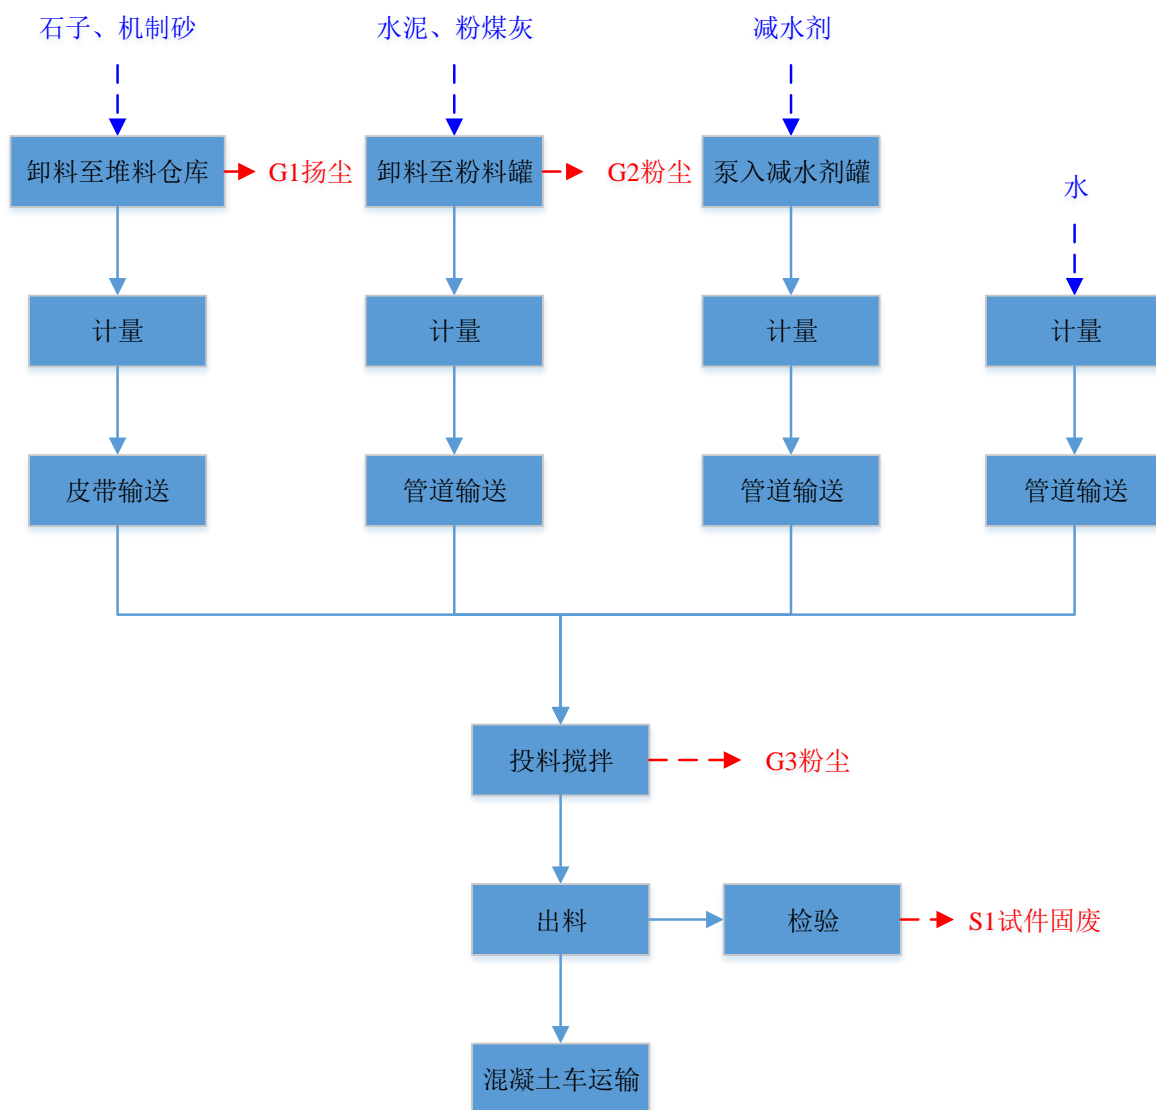 石子、机制砂
水泥、粉煤灰
减水剂
卸料至堆料仓库
G1扬尘
卸料至粉料罐
G2粉尘
泵入减水剂罐
水
计量
计量
计量
计量
皮带输送
管道输送
管道输送
管道输送
投料搅拌
G3粉尘
出料
检验
S1试件固废
混凝土车运输